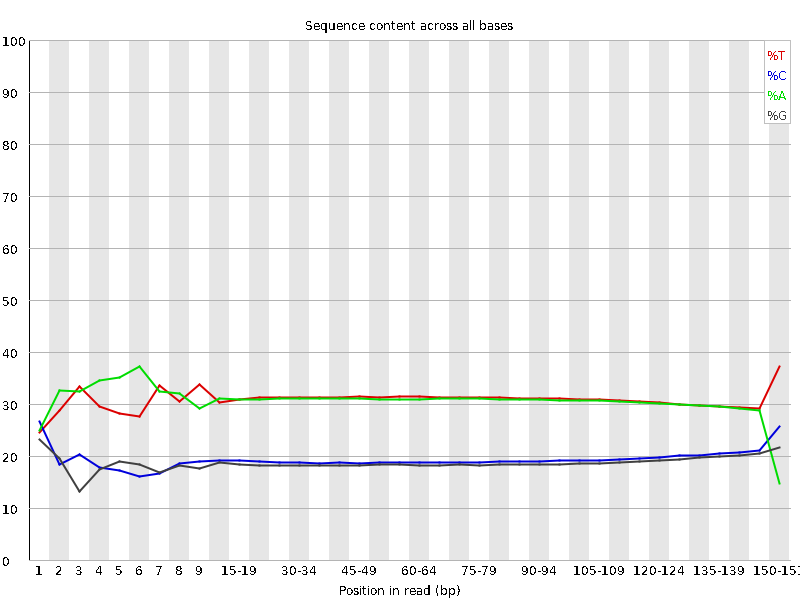 Sequence content across all bases
100
90
80
70
60
50
40
30
20
10
0
%T
%C
%A
%G
1 2 3 4 5 6 7 8 9 15-19 30-34 45-49 60-64 75-79 90-94 105-109 120-124 135-139 150-151
Position in read (bp)